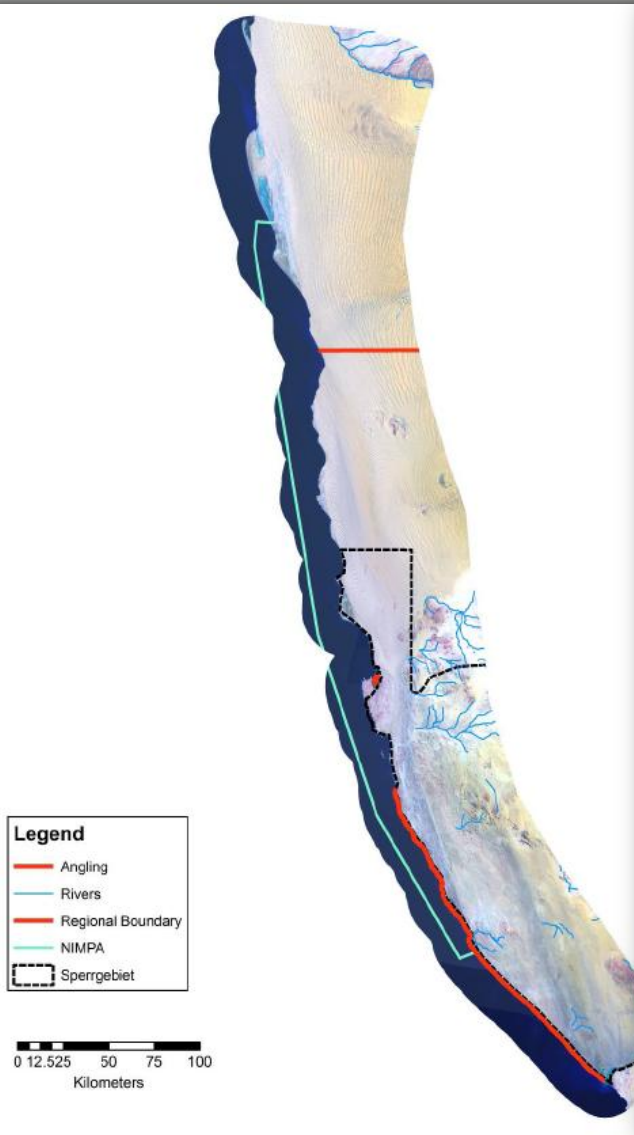 Legend
Angling
Rivers
Regional Boundary
NIMPA
Sperrgebiet
0 12.525 50 75 100
Kilometers